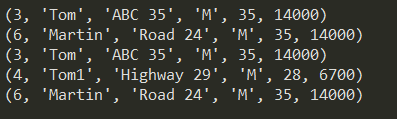 (3, 'Tom', 'ABC 35', 'M', 35, 14000)
(6, 'Martin', 'Road 24', 'M', 35, 14000)
(3, 'Tom', 'ABC 35', 'M', 35, 14000)
(4, 'Tom1', 'Highway 29', 'M', 28, 6700)
(6, 'Martin', 'Road 24', 'M', 35, 14000)